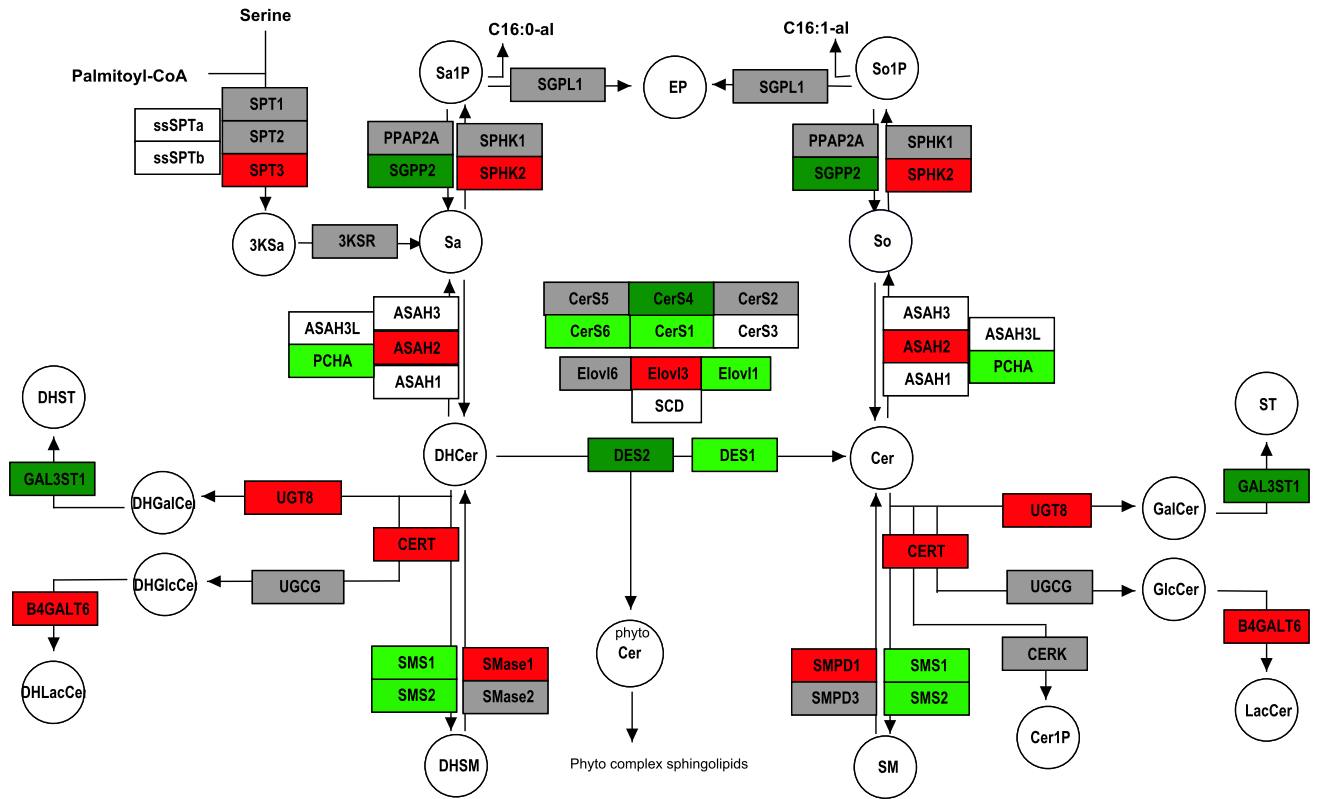 Serine
C16:0-al
C16:1-al
Palmitoyl-CoA
Sa1P
SGPL1
EP
SGPL1
So1P
SPT1
ssSPTa
SPT2
ssSPTb
SPT3
PPAP2A
SPHK1
SGPP2
SPHK2
PPAP2A
SPHK1
SGPP2
SPHK2
3KSa
3KSR
Sa
So
CerS5
CerS4
CerS2
CerS6
CerS1
CerS3
ASAH3
ASAH3L
ASAH2
PCHA
ASAH1
ASAH3
ASAH3L
ASAH2
PCHA
ASAH1
Elovl6
Elovl3
Elovl1
SCD
DHST
ST
DHCer
DES2
DES1
Cer
GAL3ST1
DHGalCe
UGT8
UGT8
GalCer
GAL3ST1
CERT
CERT
DHGlcCe
UGCG
UGCG
GlcCer
B4GALT6
B4GALT6
phyto
Cer
CERK
SMS1
SMase1
SMS2
SMase2
SMPD1
SMS1
SMPD3
SMS2
DHLacCe
LacCer
Cer1P
DHSM
Phyto complex sphingolipids
SM